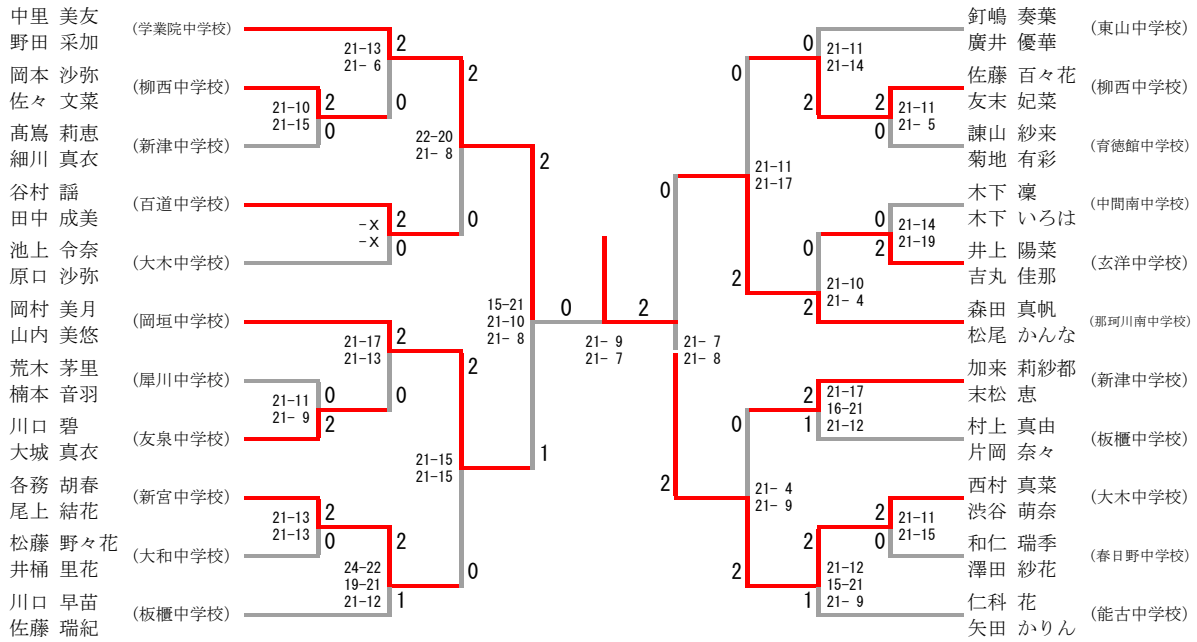 中里 美友
野田 采加
(学業院中学校)
岡本 沙弥
佐々 文菜
(柳西中学校)
髙嶌 莉恵
細川 真衣
(新津中学校)
谷村 謡
田中 成美
(百道中学校)
池上 令奈
原口 沙弥
(大木中学校)
岡村 美月
山内 美悠
(岡垣中学校)
荒木 茅里
楠本 音羽
(犀川中学校)
川口 碧
大城 真衣
(友泉中学校)
各務 胡春
尾上 結花
(新宮中学校)
松藤 野々花
井桶 里花
(大和中学校)
川口 早苗
佐藤 瑞紀
(板櫃中学校)
21-10
21-15
2
0
21-11
21- 9
0
2
21-13
21-13
2
0
21-13
21- 6
2
0
-X
-X
2
0
21-17
21-13
2
0
24-22
19-21
21-12
2
1
22-20
21- 8
2
0
21-15
21-15
2
0
15-21
21-10
21- 8
2
1
0
21- 9
21- 7
2
21- 7
21- 8
0
2
21-11
21-17
0
2
21- 4
21- 9
0
2
21-11
21-14
0
2
21-10
21- 4
0
2
21-17
16-21
21-12
2
1
21-12
15-21
21- 9
2
1
21-11
21- 5
2
0
21-14
21-19
0
2
21-11
21-15
2
0
釘嶋 奏葉
廣井 優華
(東山中学校)
佐藤 百々花
友末 妃菜
(柳西中学校)
諌山 紗来
菊地 有彩
(育徳館中学校)
木下 凜
木下 いろは
(中間南中学校)
井上 陽菜
吉丸 佳那
(玄洋中学校)
森田 真帆
松尾 かんな
(那珂川南中学校)
加来 莉紗都
末松 恵
(新津中学校)
村上 真由
片岡 奈々
(板櫃中学校)
西村 真菜
渋谷 萌奈
(大木中学校)
和仁 瑞季
澤田 紗花
(春日野中学校)
仁科 花
矢田 かりん
(能古中学校)